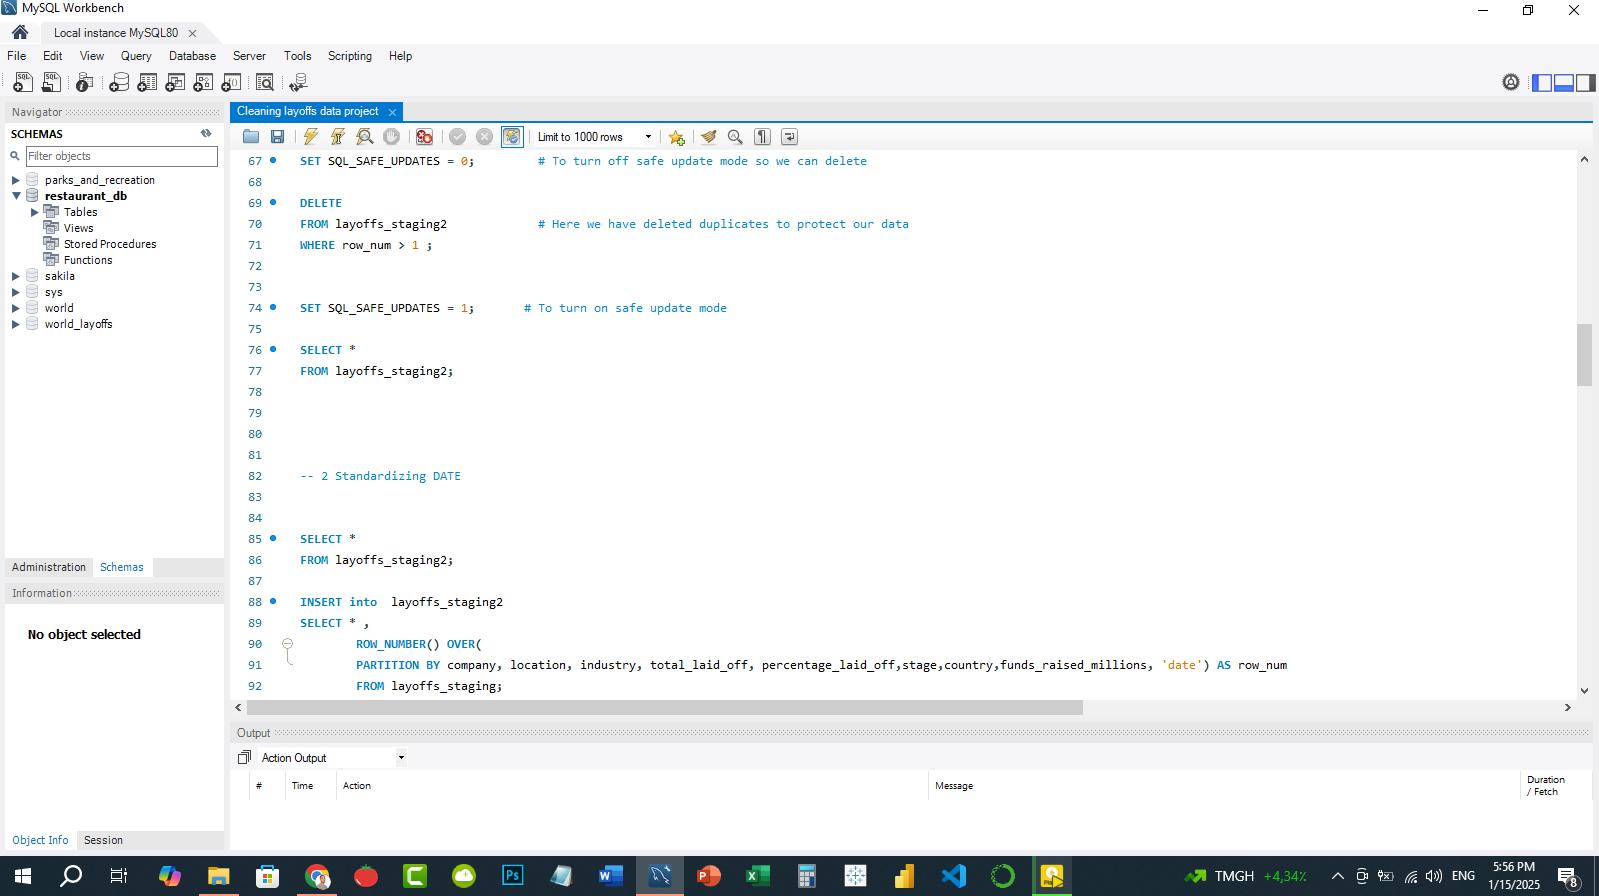 MySQL Workbench
Local instance MySQL80
File Edit View Query Database Server Tools Scripting Help
Navigator
SCHEMAS
Filter objects
parks_and_recreation
restaurant_db
Tables
Views
Stored Procedures
Functions
sakila
sys
world
world_layoffs
Administration Schemas
Information
No object selected
Object Info Session
Cleaning layoffs data project
Limit to 1000 rows
67 SET SQL_SAFE_UPDATES = 0; # To turn off safe update mode so we can delete
68
69 DELETE
70 FROM layoffs_staging2 # Here we have deleted duplicates to protect our data
71 WHERE row_num > 1 ;
72
73
74 SET SQL_SAFE_UPDATES = 1; # To turn on safe update mode
75
76 SELECT *
77 FROM layoffs_staging2;
78
79
80
81
82 -- 2 Standardizing DATE
83
84
85 SELECT *
86 FROM layoffs_staging2;
87
88 INSERT into layoffs_staging2
89 SELECT * ,
90 ROW_NUMBER() OVER(
91 PARTITION BY company, location, industry, total_laid_off, percentage_laid_off,stage,country,funds_raised_millions, 'date') AS row_num
92 FROM layoffs_staging;
Output
Action Output
# Time Action Message Duration / Fetch
TMGH +4,34%
ENG
5:56 PM
1/15/2025
8